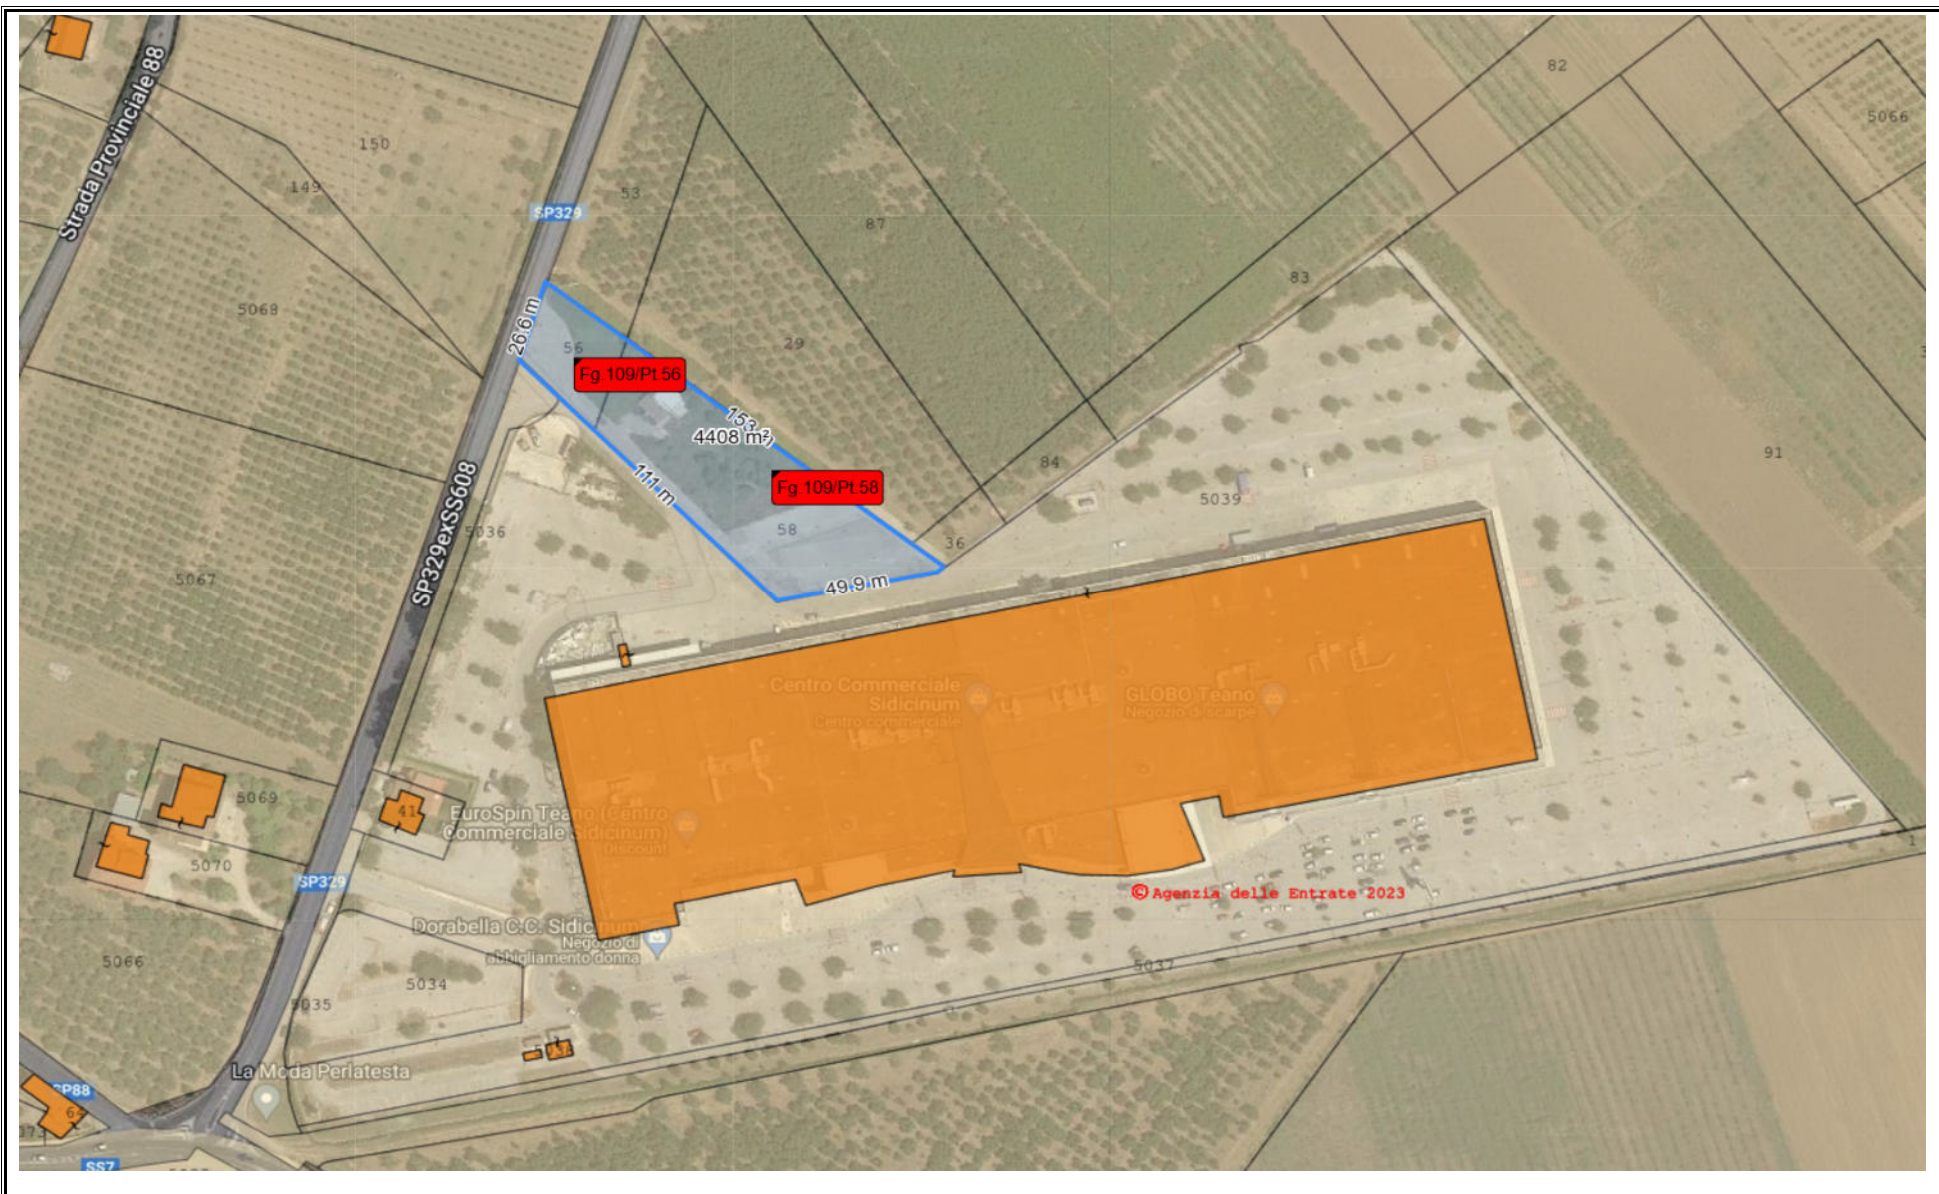 82
5066
Strada Provinciale 88
150
149
53
SP329
87
83
5068
26.6 m
56
29
Fg.109/Pt.56
153
4408 m²
91
84
111 m
Fg.109/Pt.58
5039
SP329exSS608
5036
58
36
5067
49.9 m
Centro Commerciale
Sidicinum
Centro commerciale
GLOBO Teano
Negozio di scarpe
5069
41
EuroSpin Teano (Centro
Commerciale Sidicinum)
Discount
1
5070
SP329
© Agenzia delle Entrate 2023
Dorabella C.C. Sidicinum
Negozio di
abbigliamento donna
5066
5037
5034
5035
La Moda Perlatesta
SP88
64
SS7